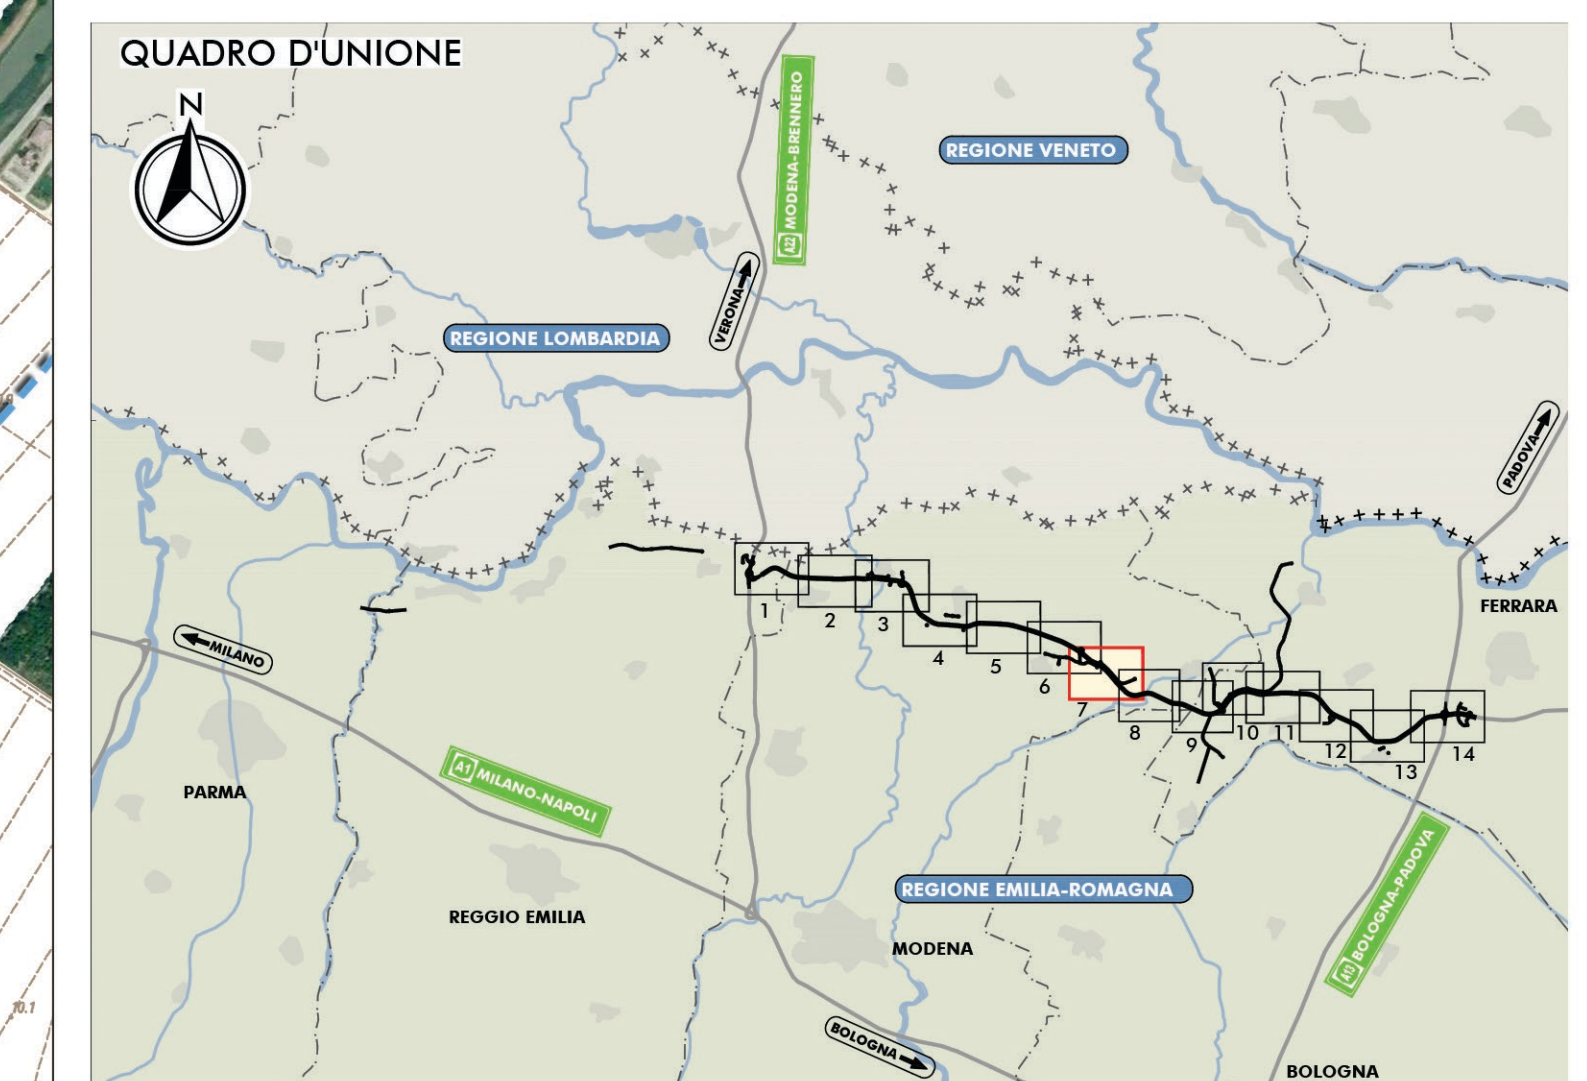 QUADRO D'UNIONE
N
A22 MODENA-BRENNERO
REGIONE VENETO
VERONA
REGIONE LOMBARDIA
PADOVA
FERRARA
1
2
3
4
5
6
7
8
9
10
11
12
13
14
MILANO
A1 MILANO-NAPOLI
PARMA
REGIONE EMILIA-ROMAGNA
A13 BOLOGNA-PADOVA
REGGIO EMILIA
MODENA
10.1
BOLOGNA
BOLOGNA